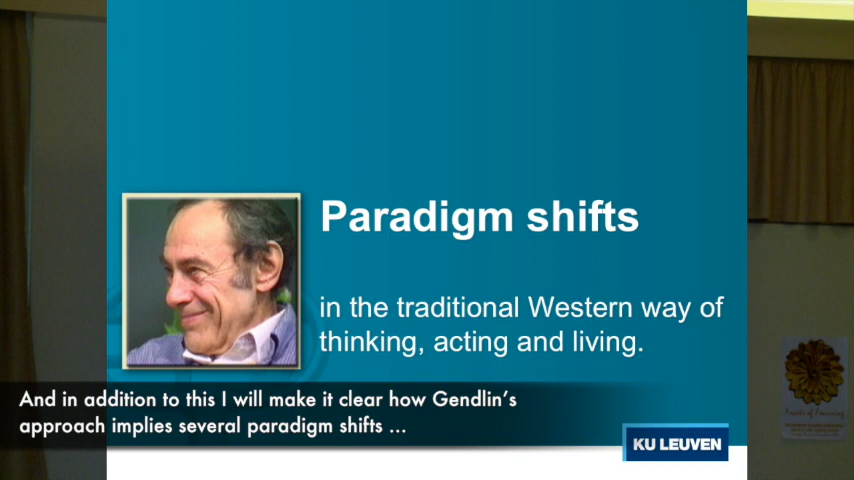 Paradigm shifts
in the traditional Western way of
thinking, acting and living.
And in addition to this I will make it clear how Gendlin's
approach implies several paradigm shifts ...
KU LEUVEN